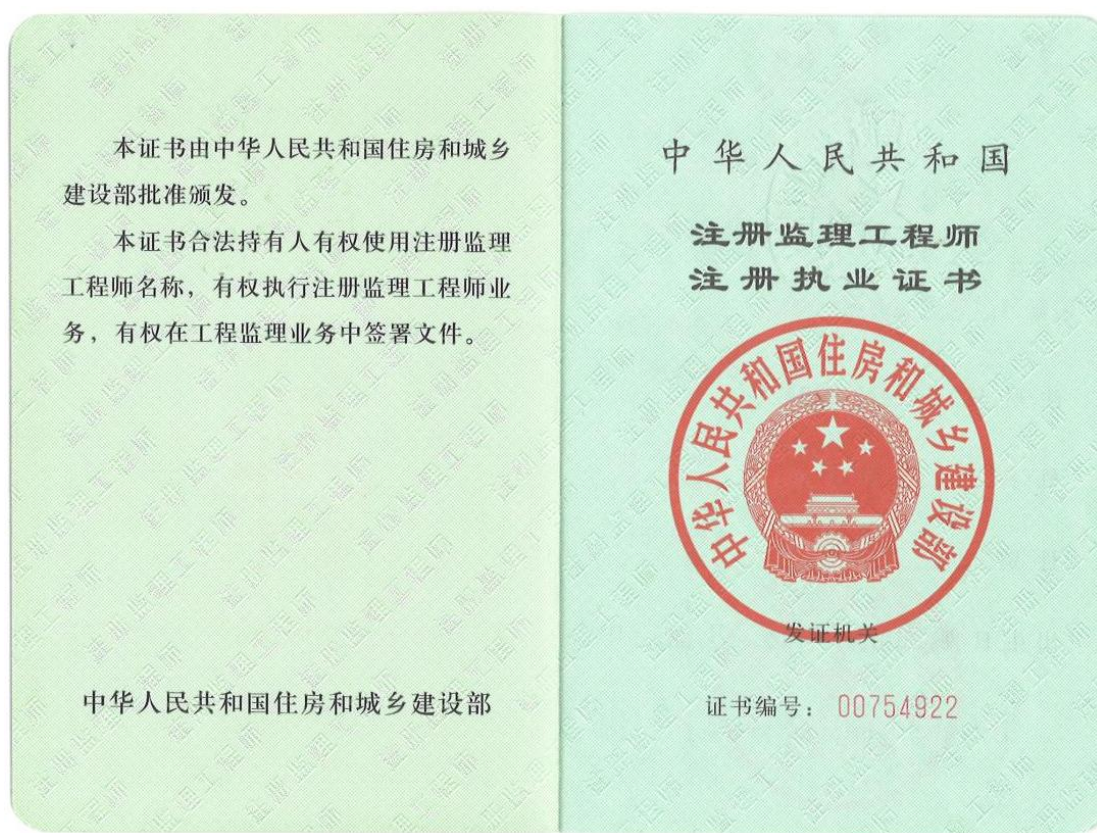 本证书由中华人民共和国住房和城乡
建设部批准颁发。
本证书合法持有人有权使用注册监理
工程师名称，有权执行注册监理工程师业
务，有权在工程监理业务中签署文件。
中华人民共和国住房和城乡建设部
中华人民共和国
注册监理工程师
注册执业证书
中华人民共和国住房和城乡建设部
发证机关
证书编号：00754922